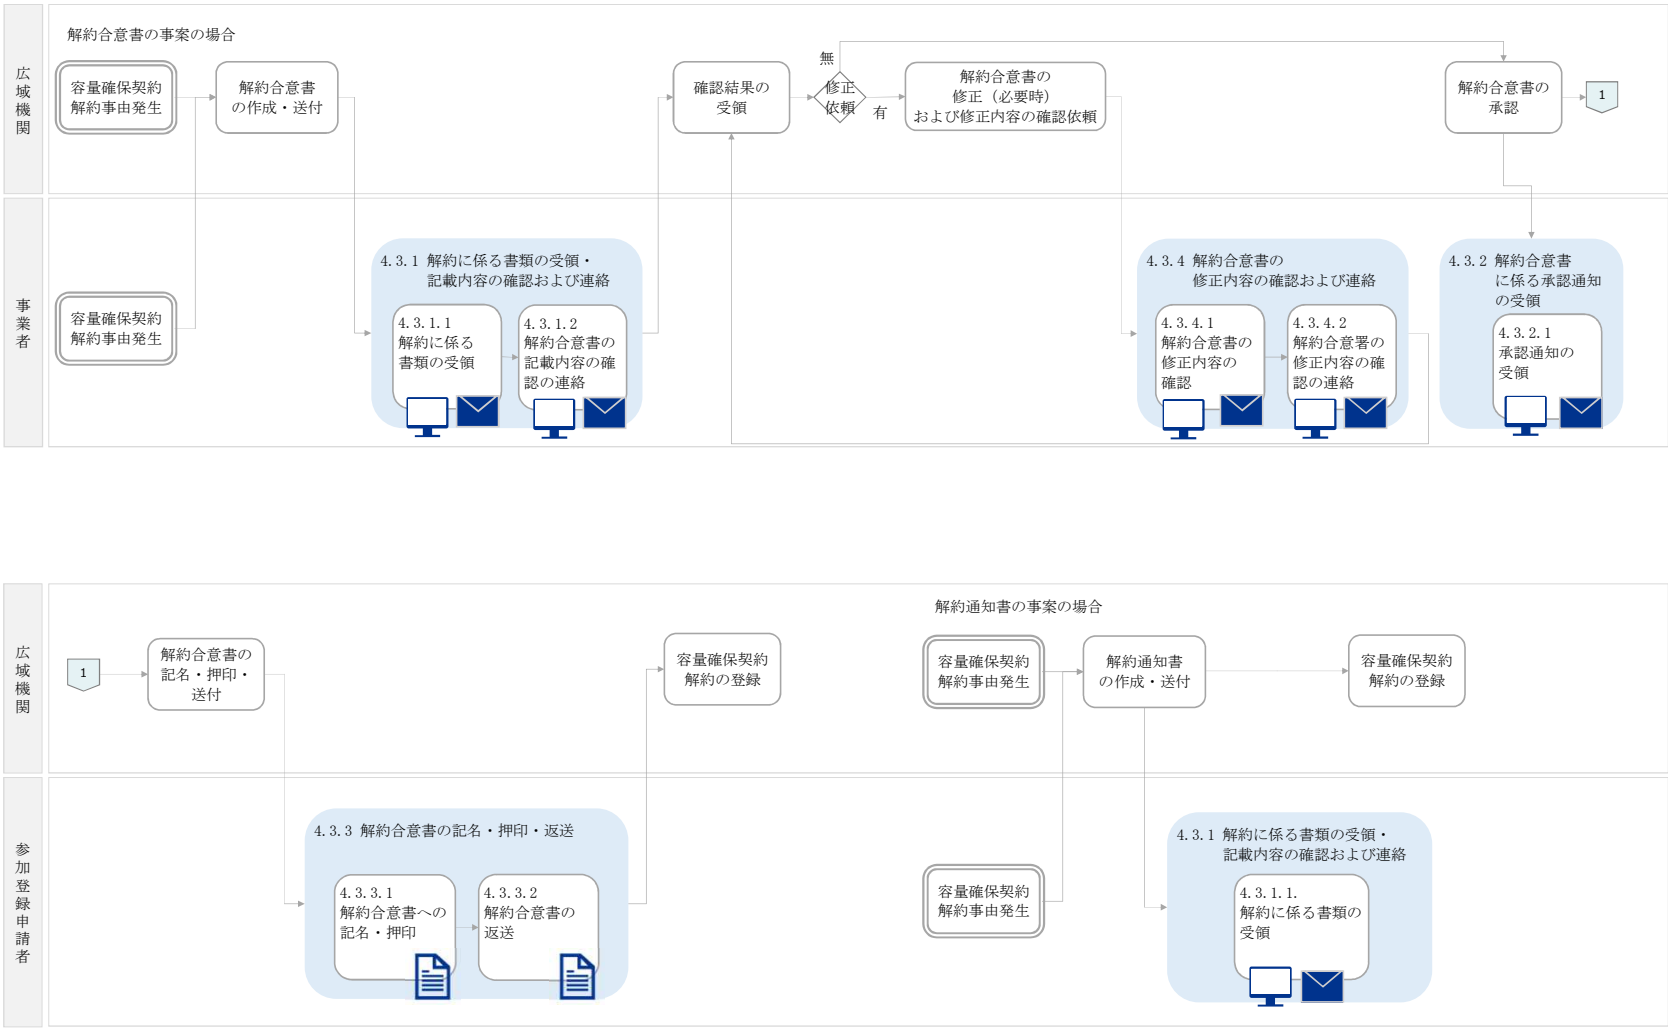 広域機関
解約合意書の事案の場合
容量確保契約
解約事由発生
解約合意書
の作成・送付
確認結果の
受領
無
修正
依頼
有
解約合意書の
修正（必要時）
および修正内容の確認依頼
解約合意書の
承認
1
事業者
容量確保契約
解約事由発生
4.3.1 解約に係る書類の受領・
記載内容の確認および連絡
4.3.1.1
解約に係る
書類の受領
4.3.1.2
解約合意書の
記載内容の確
認の連絡
4.3.4 解約合意書の
修正内容の確認および連絡
4.3.4.1
解約合意書の
修正内容の
確認
4.3.4.2
解約合意署の
修正内容の確
認の連絡
4.3.2 解約合意書
に係る承認通知
の受領
4.3.2.1
承認通知の
受領
広域機関
1
解約合意書の
記名・押印・
送付
容量確保契約
解約の登録
解約通知書の事案の場合
容量確保契約
解約事由発生
解約通知書
の作成・送付
容量確保契約
解約の登録
参加登録申請者
4.3.3 解約合意書の記名・押印・返送
4.3.3.1
解約合意書への
記名・押印
4.3.3.2
解約合意書の
返送
容量確保契約
解約事由発生
4.3.1 解約に係る書類の受領・
記載内容の確認および連絡
4.3.1.1.
解約に係る書類の
受領